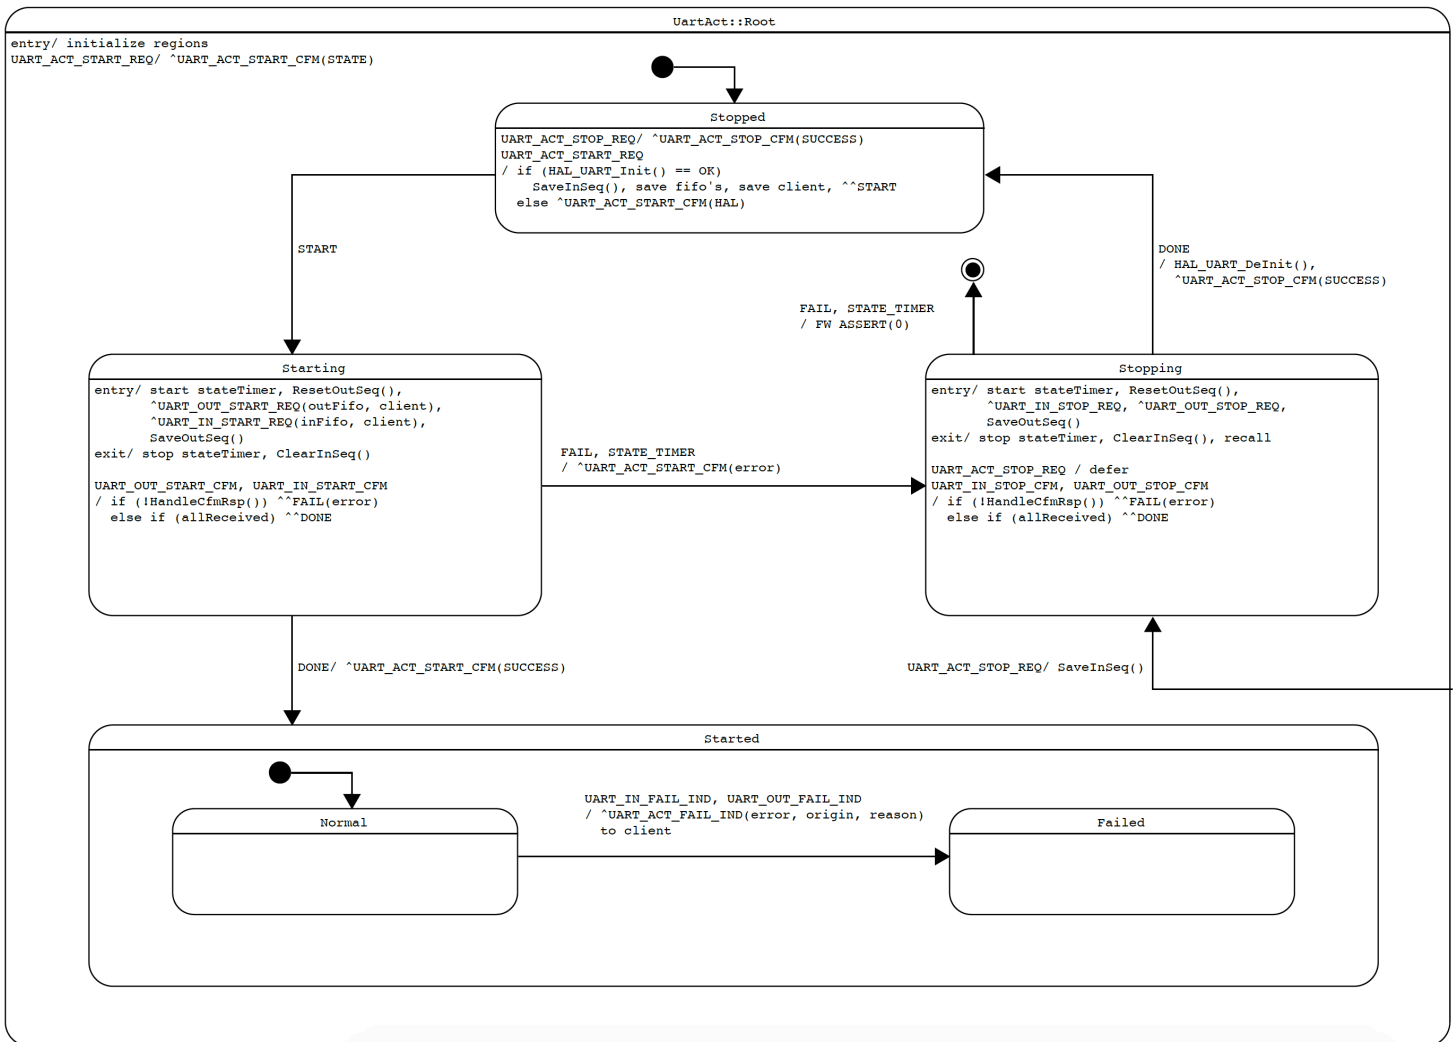 UartAct::Root
entry/ initialize regions
UART_ACT_START_REQ/ ^UART_ACT_START_CFM(STATE)
Stopped
UART_ACT_STOP_REQ/ ^UART_ACT_STOP_CFM(SUCCESS)
UART_ACT_START_REQ
/ if (HAL_UART_Init() == OK)
SaveInSeq(), save fifo's, save client, ^^START
else ^UART_ACT_START_CFM(HAL)
START
DONE
/ HAL_UART_DeInit(),
^UART_ACT_STOP_CFM(SUCCESS)
FAIL, STATE_TIMER
/ FW ASSERT(0)
Starting
entry/ start stateTimer, ResetOutSeq(),
^UART_OUT_START_REQ(outFifo, client),
^UART_IN_START_REQ(inFifo, client),
SaveOutSeq()
exit/ stop stateTimer, ClearInSeq()
UART_OUT_START_CFM, UART_IN_START_CFM
/ if (!HandleCfmRsp()) ^^FAIL(error)
else if (allReceived) ^^DONE
FAIL, STATE_TIMER
/ ^UART_ACT_START_CFM(error)
Stopping
entry/ start stateTimer, ResetOutSeq(),
^UART_IN_STOP_REQ, ^UART_OUT_STOP_REQ,
SaveOutSeq()
exit/ stop stateTimer, ClearInSeq(), recall
UART_ACT_STOP_REQ / defer
UART_IN_STOP_CFM, UART_OUT_STOP_CFM
/ if (!HandleCfmRsp()) ^^FAIL(error)
else if (allReceived) ^^DONE
DONE/ ^UART_ACT_START_CFM(SUCCESS)
UART_ACT_STOP_REQ/ SaveInSeq()
Started
Normal
UART_IN_FAIL_IND, UART_OUT_FAIL_IND
/ ^UART_ACT_FAIL_IND(error, origin, reason)
to client
Failed